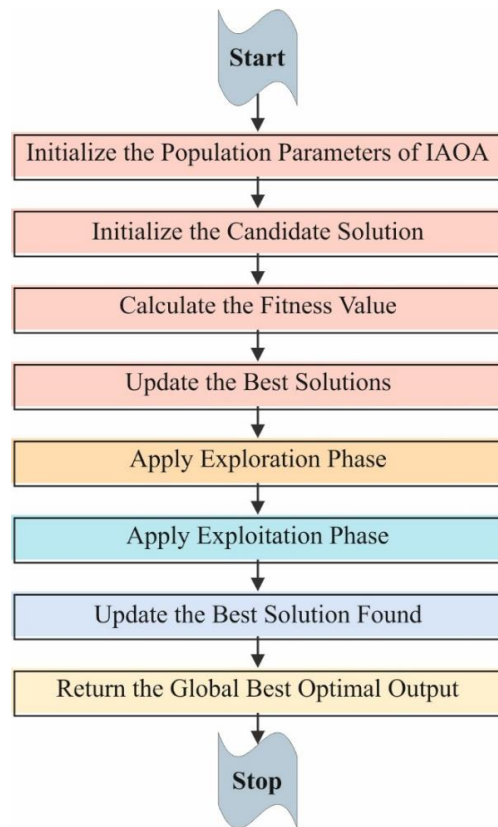 Start
Initialize the Population Parameters of IAOA
Initialize the Candidate Solution
Calculate the Fitness Value
Update the Best Solutions
Apply Exploration Phase
Apply Exploitation Phase
Update the Best Solution Found
Return the Global Best Optimal Output
Stop